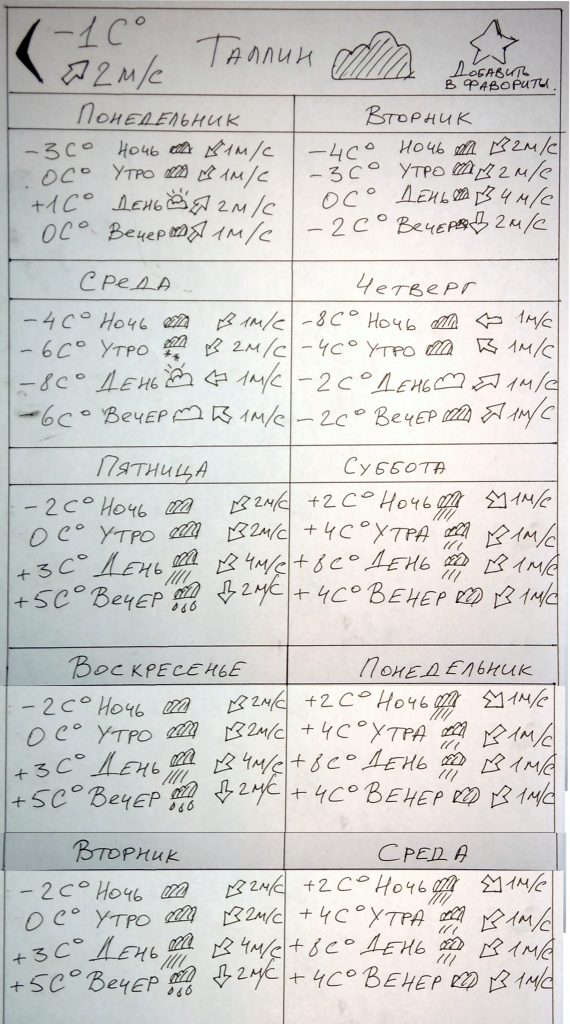 -1C°
2м/с
Таллин
Добавить
в фавориты.
Понедельник
-3C° Ночь 1м/с
0C° Утро 1м/с
+1C° День 2м/с
0C° Вечер 1м/с
Вторник
-4C° Ночь 2м/с
-3C° Утро 2м/с
0C° День 4м/с
-2C° Вечер 2м/с
Среда
-4C° Ночь 1м/с
-6C° Утро 2м/с
-8C° День 1м/с
-6C° Вечер 1м/с
Четверг
-8C° Ночь 1м/с
-4C° Утро 1м/с
-2C° День 1м/с
-2C° Вечер 1м/с
Пятница
-2C° Ночь 2м/с
0C° Утро 2м/с
+3C° День 4м/с
+5C° Вечер 2м/с
Суббота
+2C° Ночь 1м/с
+4C° Утра 1м/с
+8C° День 1м/с
+4C° Венер 1м/с
Воскресенье
-2C° Ночь 2м/с
0C° Утро 2м/с
+3C° День 4м/с
+5C° Вечер 2м/с
Понедельник
+2C° Ночь 1м/с
+4C° Утра 1м/с
+8C° День 1м/с
+4C° Венер 1м/с
Вторник
-2C° Ночь 2м/с
0C° Утро 2м/с
+3C° День 4м/с
+5C° Вечер 2м/с
Среда
+2C° Ночь 1м/с
+4C° Утра 1м/с
+8C° День 1м/с
+4C° Венер 1м/с